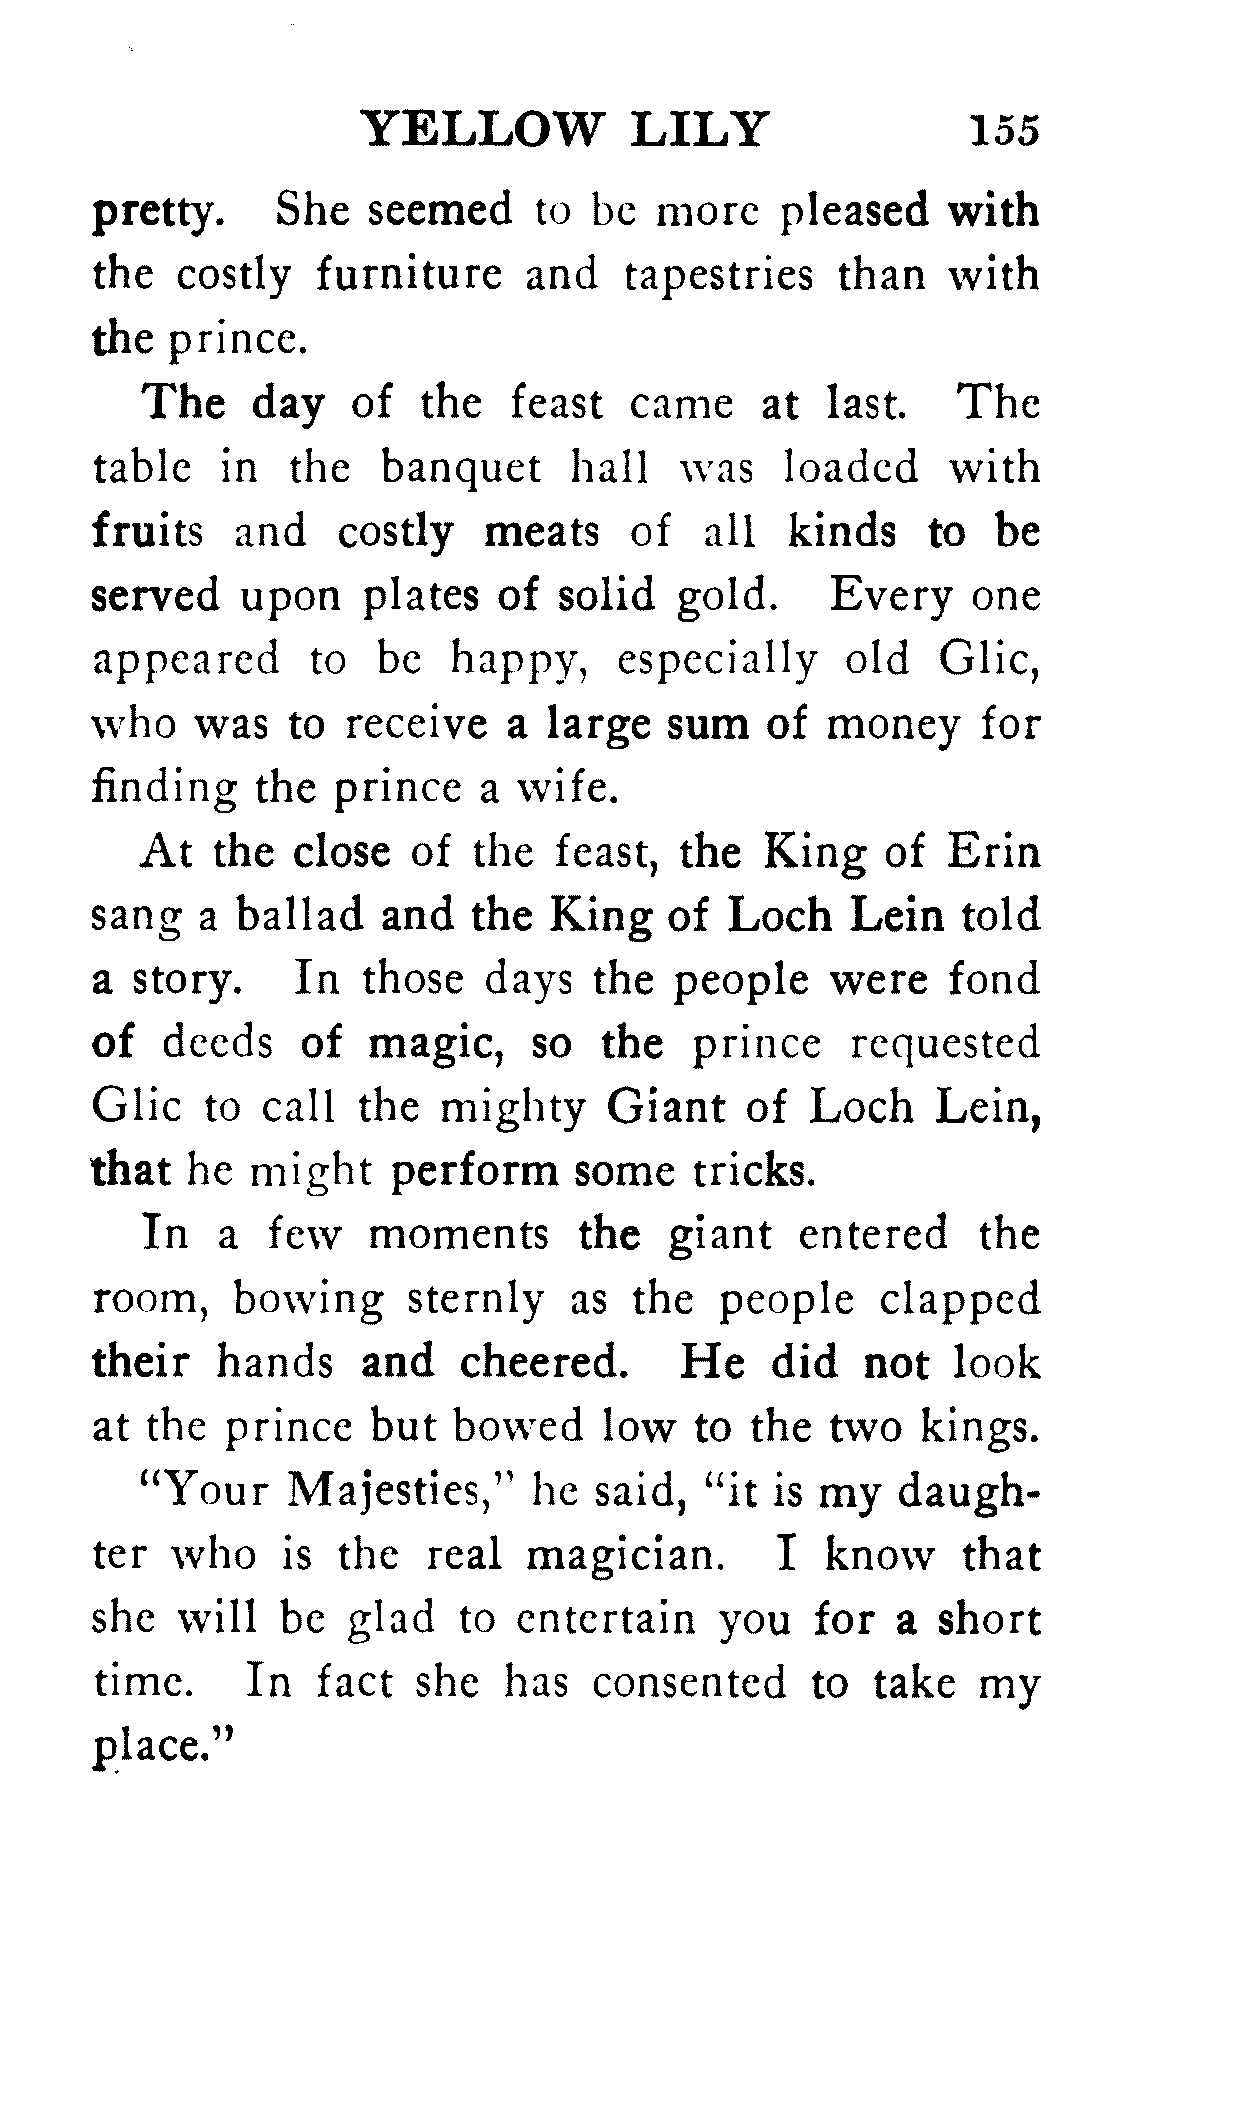 YELLOW LILY 155
pretty. She seemed to be more pleased with
the costly furniture and tapestries than with
the prince.
The day of the feast came at last. The
table in the banquet hall was loaded with
fruits and costly meats of all kinds to be
served upon plates of solid gold. Every one
appeared to be happy, especially old Glic,
who was to receive a large sum of money for
finding the prince a wife.
At the close of the feast, the King of Erin
sang a ballad and the King of Loch Lein told
a story. In those days the people were fond
of deeds of magic, so the prince requested
Glic to call the mighty Giant of Loch Lein,
that he might perform some tricks.
In a few moments the giant entered the
room, bowing sternly as the people clapped
their hands and cheered. He did not look
at the prince but bowed low to the two kings.
"Your Majesties," he said, "it is my daugh-
ter who is the real magician. I know that
she will be glad to entertain you for a short
time. In fact she has consented to take my
place."